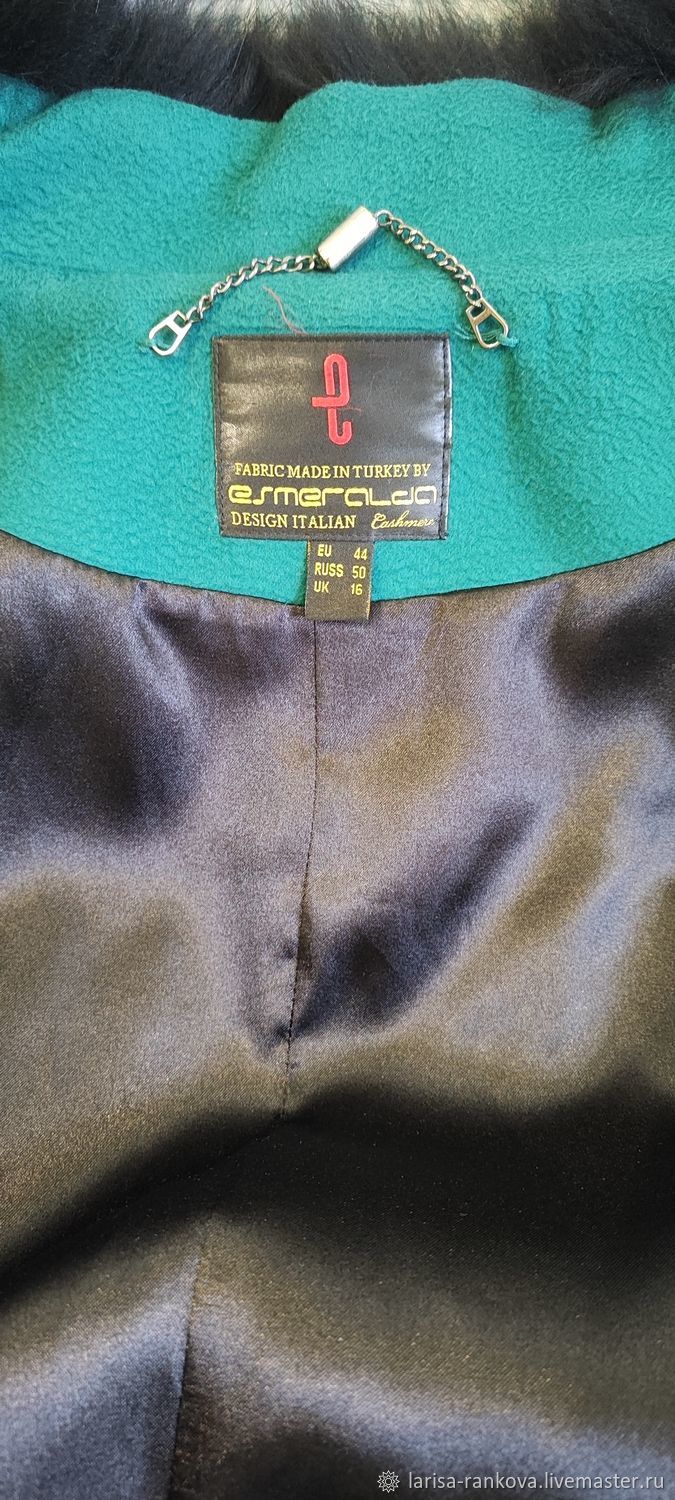 FABRIC MADE IN TURKEY BY
esmeralda
DESIGN ITALIAN Cashmere
EU 44
RUSS 50
UK 16
larisa-rankova.livemaster.ru